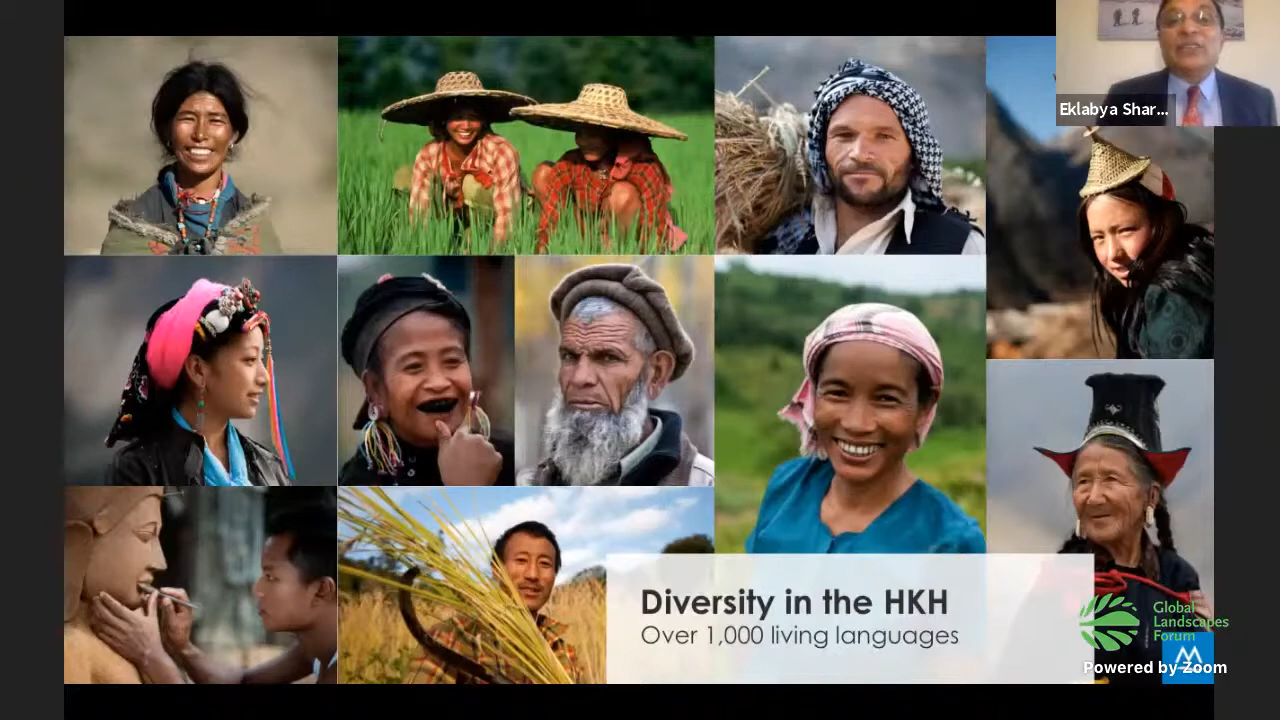 Eklabya Shar...
Diversity in the HKH
Over 1,000 living languages
Global
Landscapes
Forum
Powered by Zoom